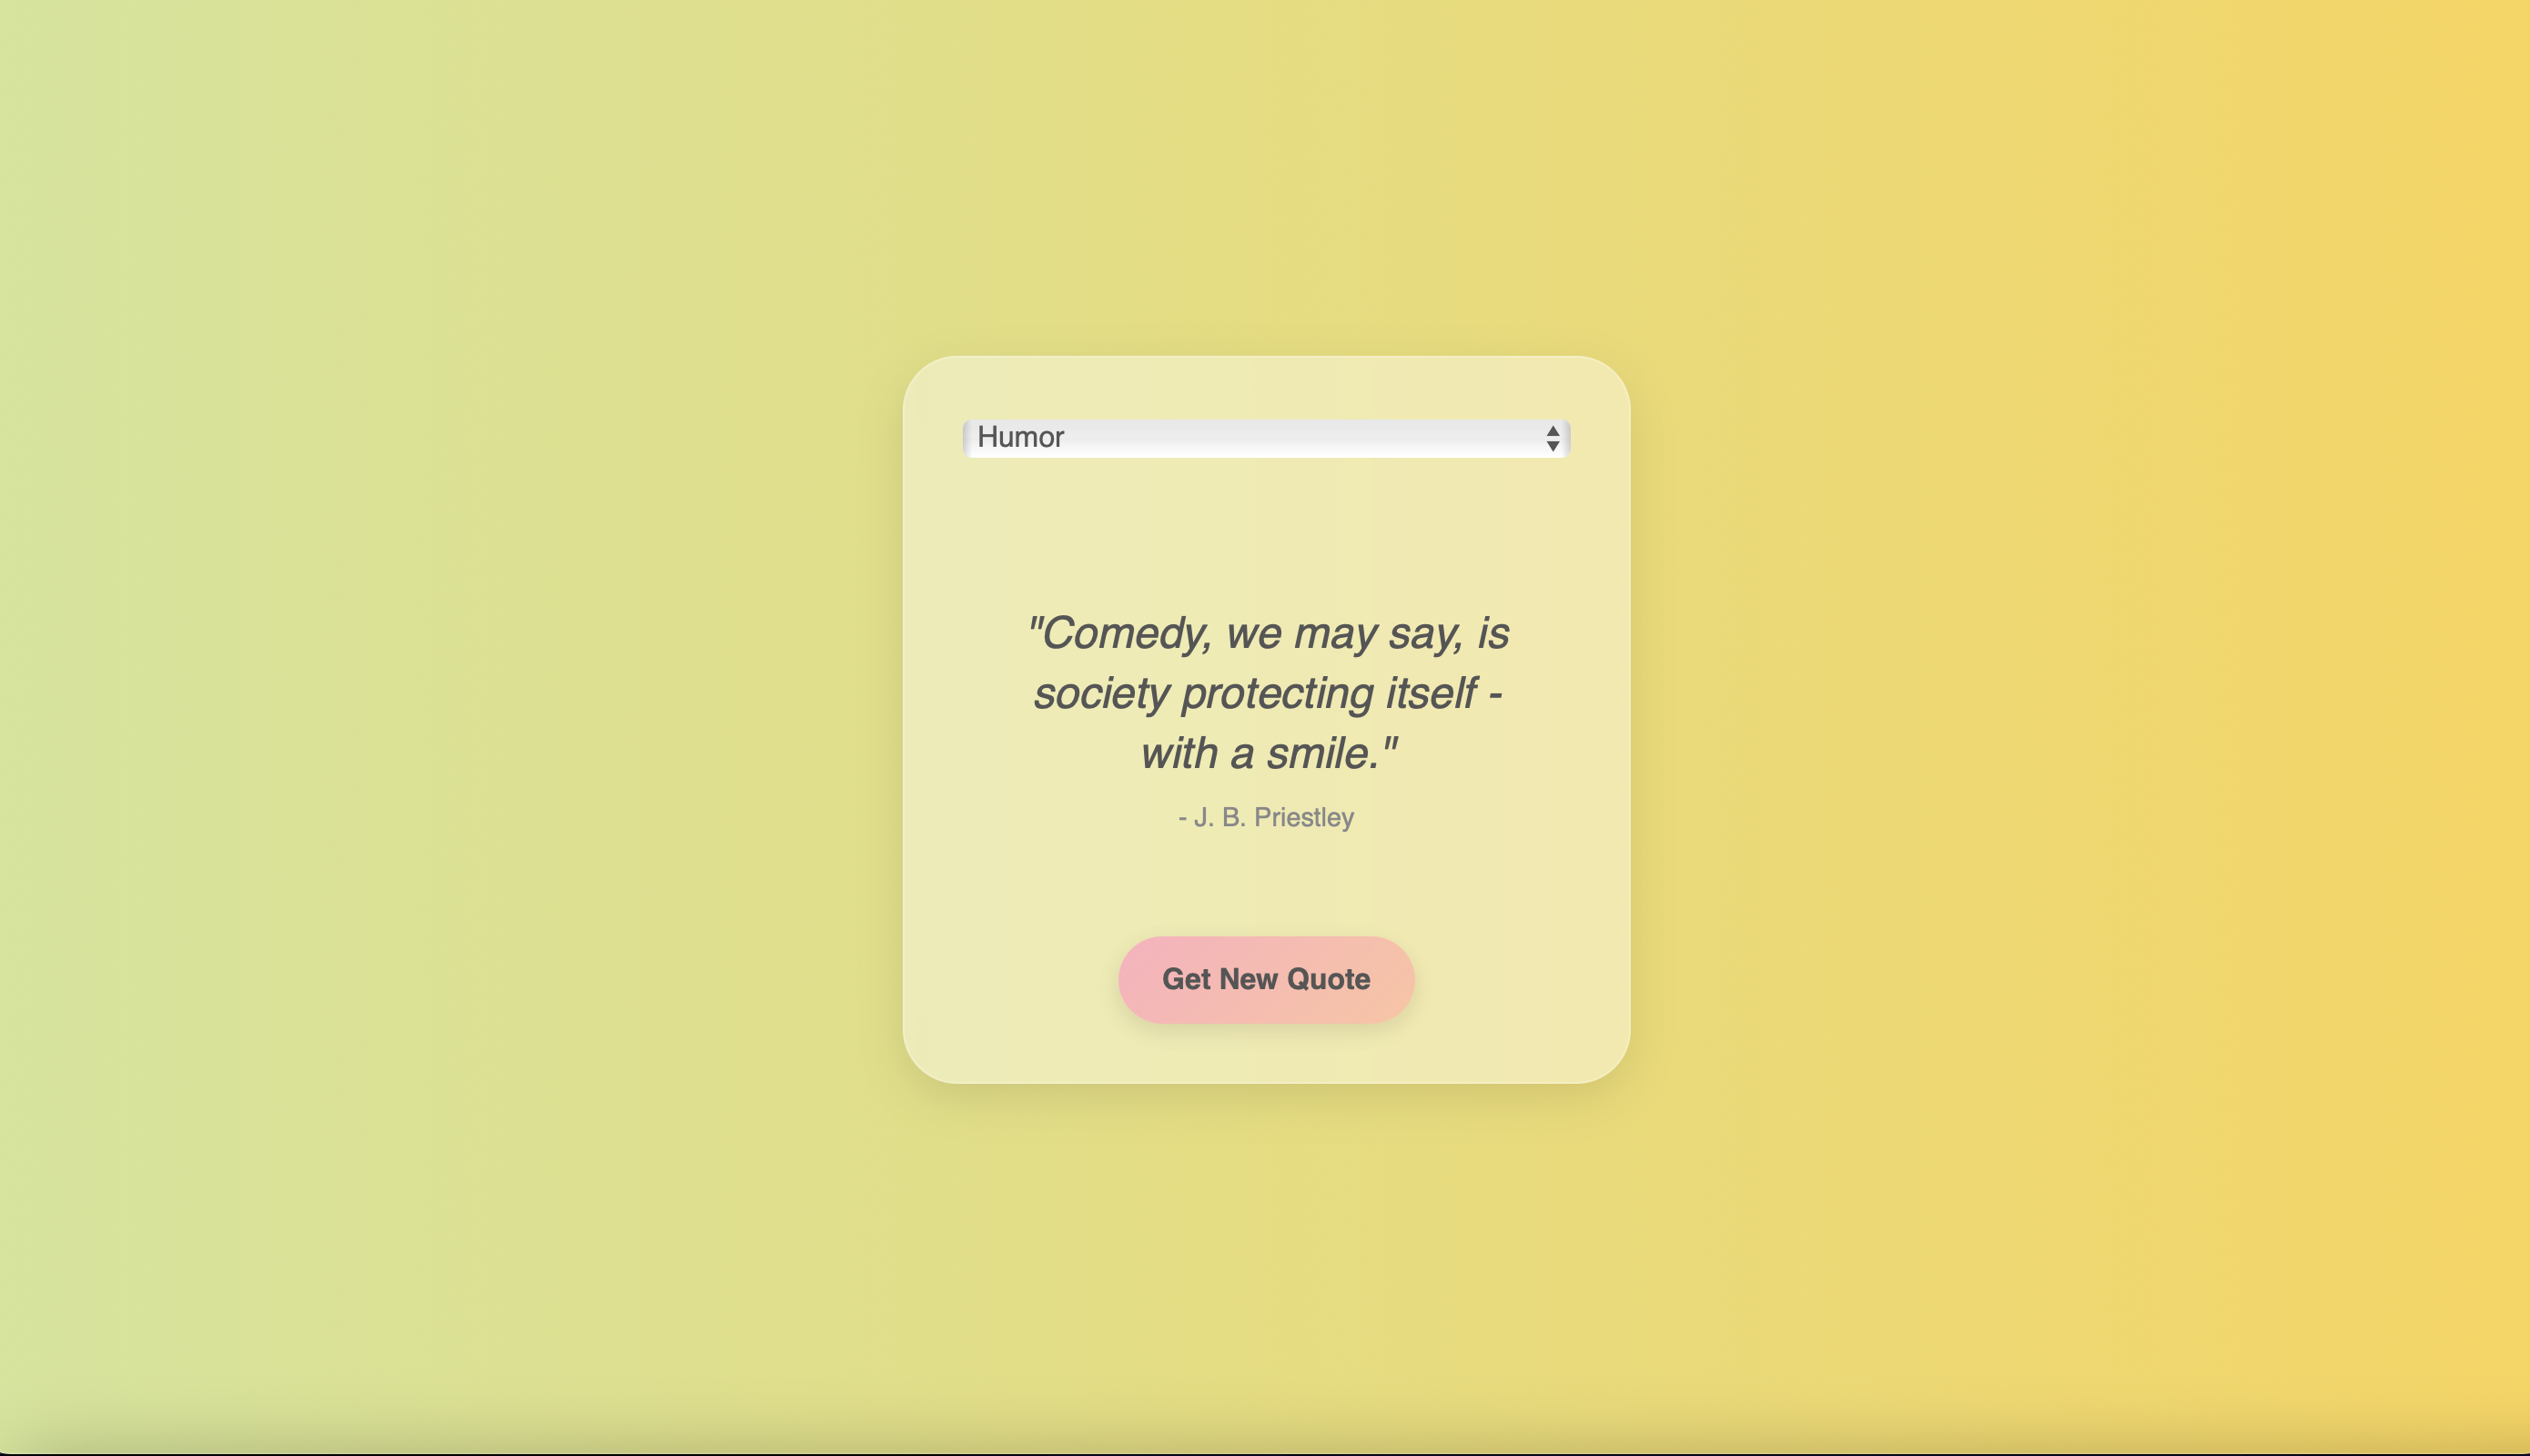 Humor
"Comedy, we may say, is
society protecting itself -
with a smile."
- J. B. Priestley
Get New Quote